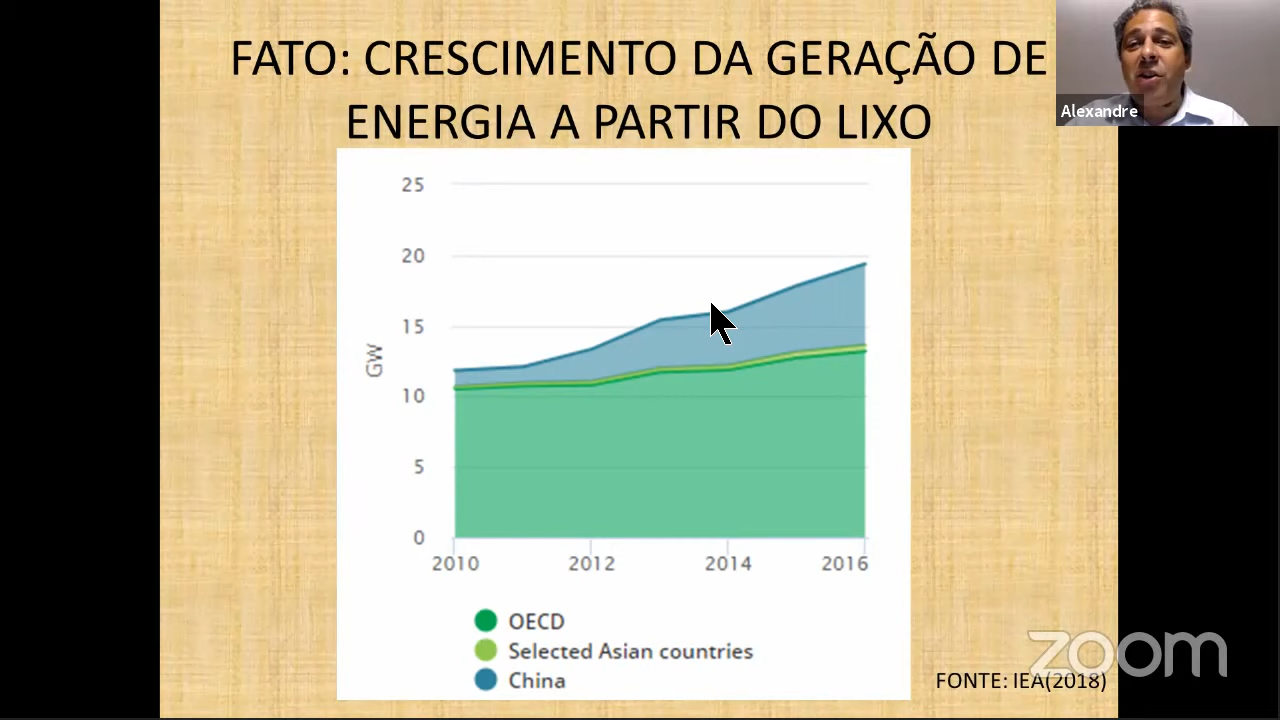 FATO: CRESCIMENTO DA GERAÇÃO DE
ENERGIA A PARTIR DO LIXO
Alexandre
25
20
15
10
5
0
GW
2010 2012 2014 2016
OECD
Selected Asian countries
China
zoom
FONTE: IEA(2018)